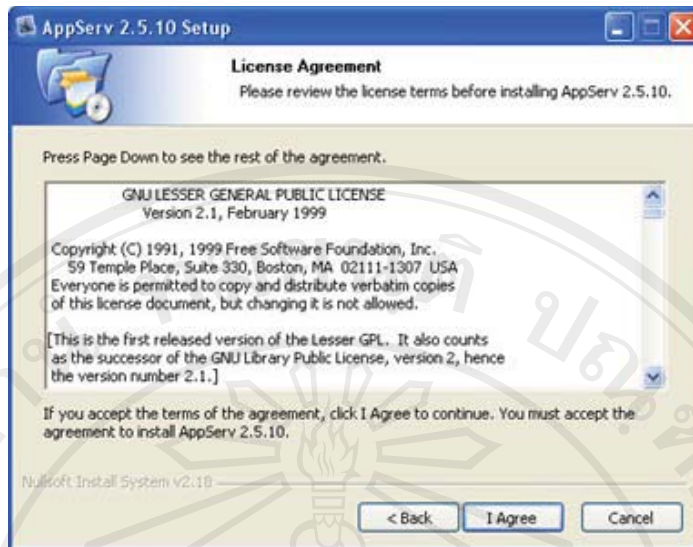 AppServ 2.5.10 Setup
License Agreement
Please review the license terms before installing AppServ 2.5.10.
Press Page Down to see the rest of the agreement.
GNU LESSER GENERAL PUBLIC LICENSE
Version 2.1, February 1999
Copyright (C) 1991, 1999 Free Software Foundation, Inc.
59 Temple Place, Suite 330, Boston, MA 02111-1307 USA
Everyone is permitted to copy and distribute verbatim copies
of this license document, but changing it is not allowed.
[This is the first released version of the Lesser GPL. It also counts
as the successor of the GNU Library Public License, version 2, hence
the version number 2.1.]
If you accept the terms of the agreement, click I Agree to continue. You must accept the
agreement to install AppServ 2.5.10.
Nullsoft Install System v2.18
< Back
I Agree
Cancel